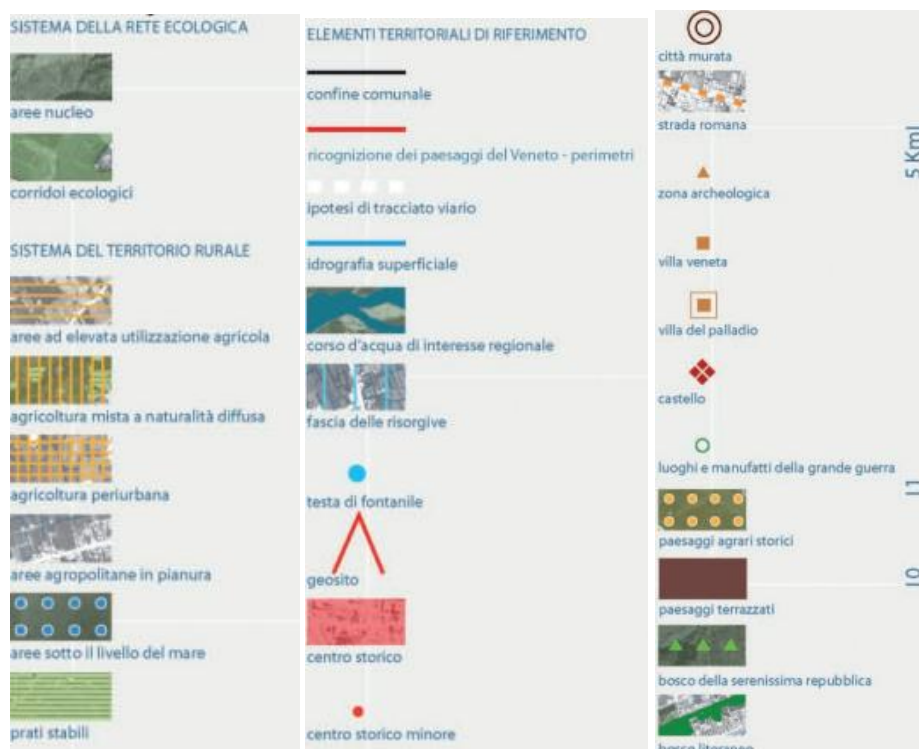 SISTEMA DELLA RETE ECOLOGICA
aree nucleo
corridoi ecologici
SISTEMA DEL TERRITORIO RURALE
aree ad elevata utilizzazione agricola
agricoltura mista a naturalità diffusa
agricoltura periurbana
aree agropolitane in pianura
aree sotto il livello del mare
prati stabili
ELEMENTI TERRITORIALI DI RIFERIMENTO
confine comunale
ricognizione dei paesaggi del Veneto - perimetri
ipotesi di tracciato viario
idrografia superficiale
corso d'acqua di interesse regionale
fascia delle risorgive
testa di fontanile
geosito
centro storico
centro storico minore
città murata
strada romana
zona archeologica
villa veneta
villa del palladio
castello
luoghi e manufatti della grande guerra
paesaggi agrari storici
paesaggi terrazzati
bosco della serenissima repubblica
bosco litoraneo
5 Km